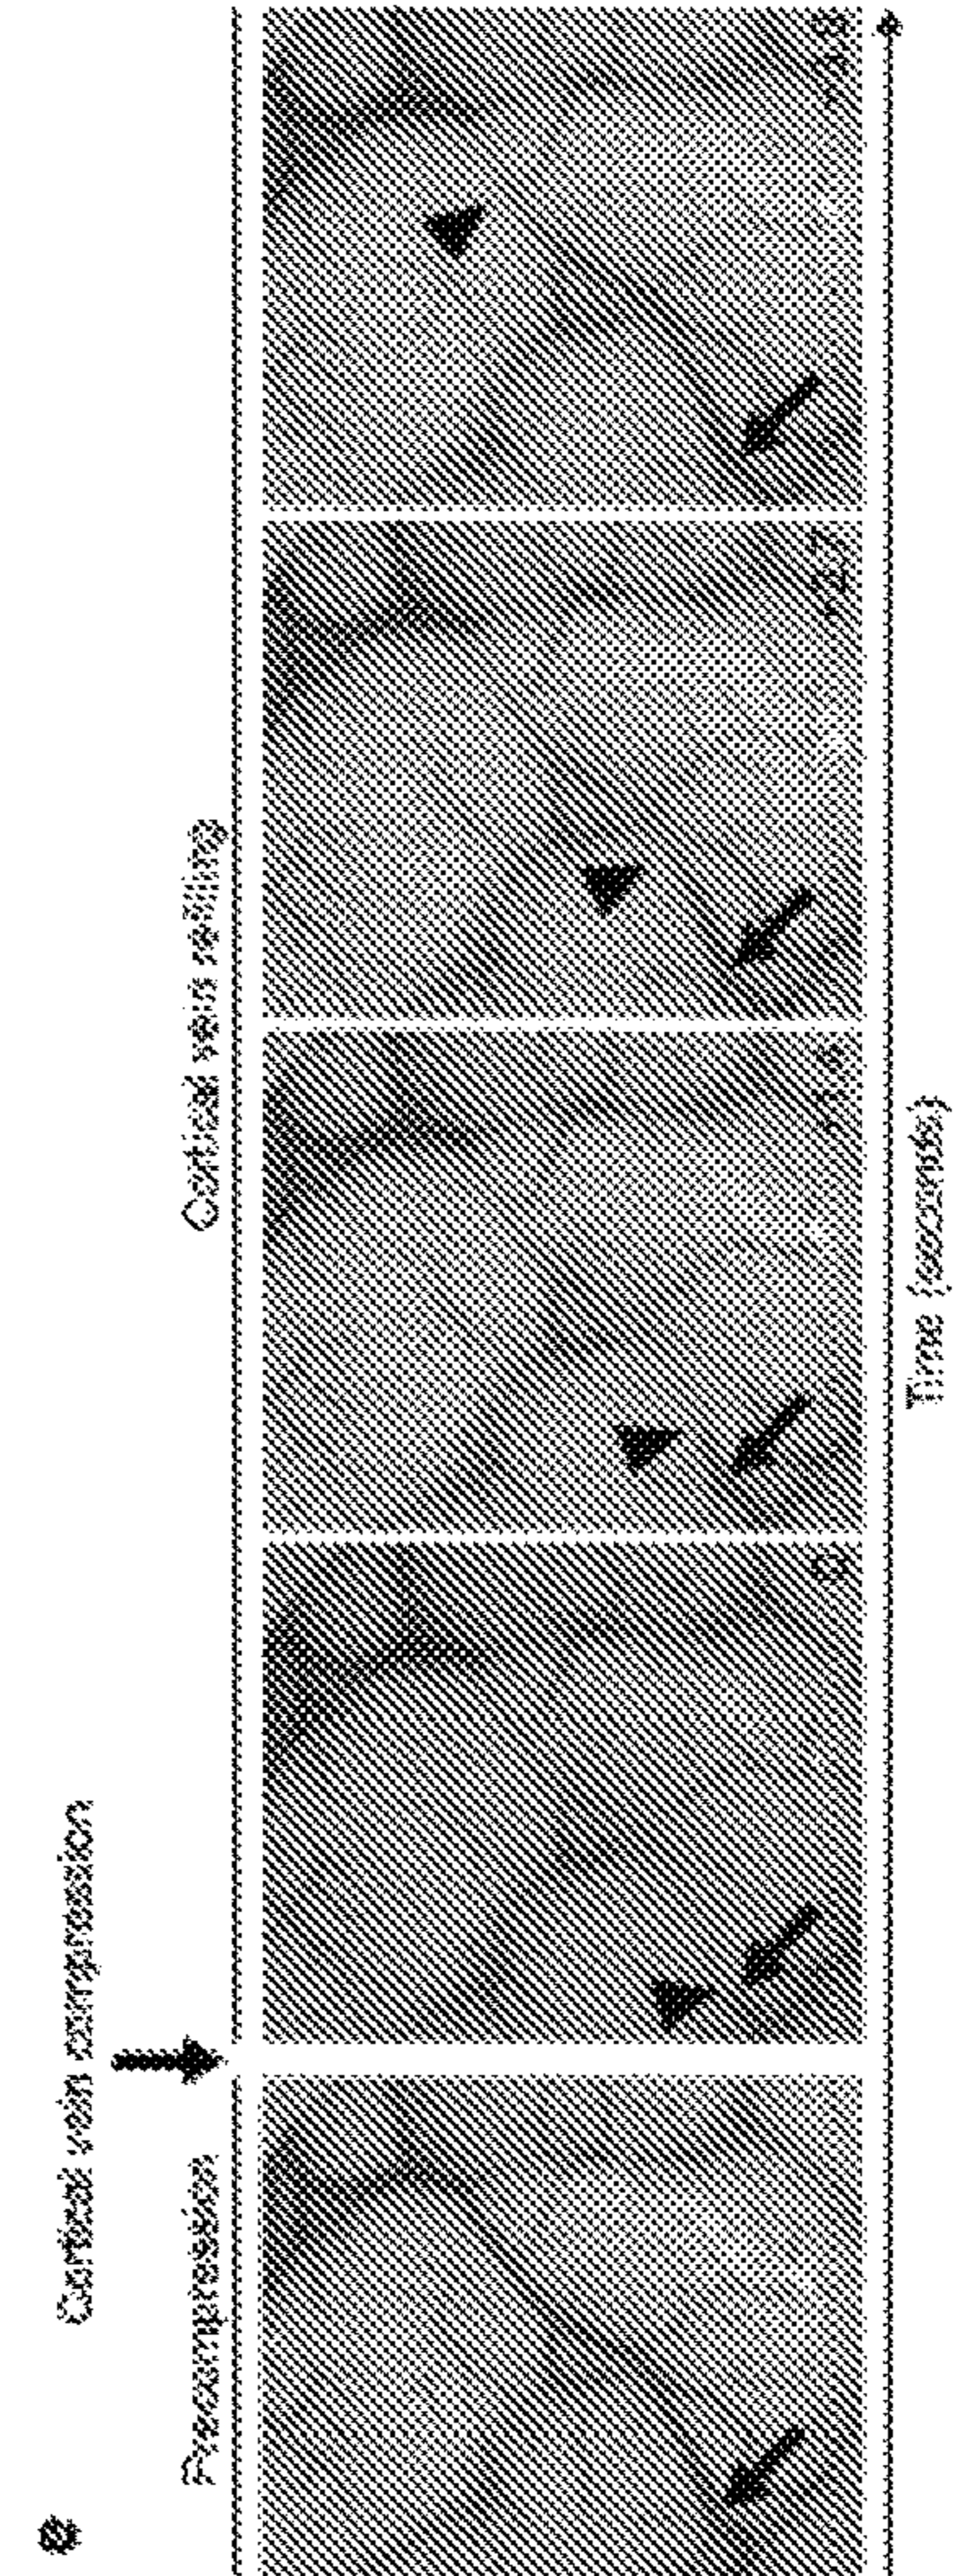 e
Cortical vein compression
Precompression
Cortical vein refilling
0
Time (seconds)